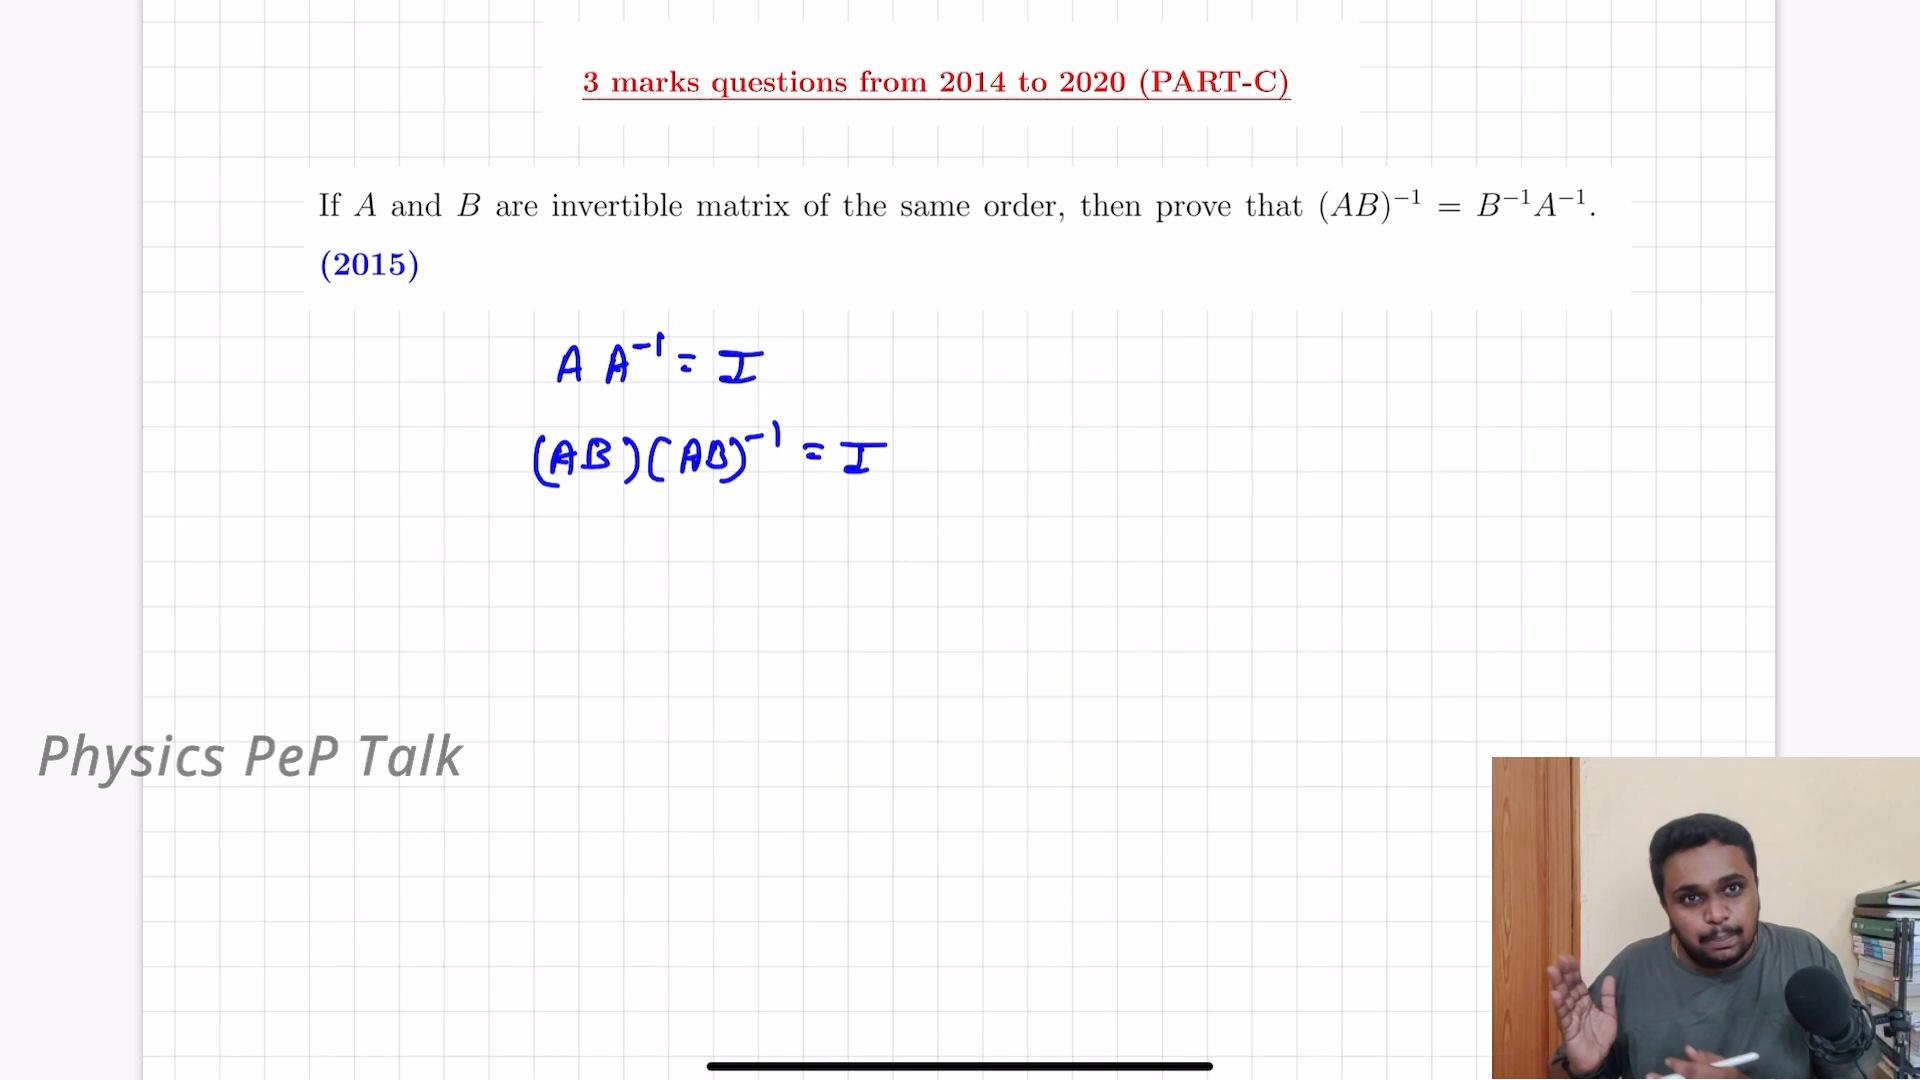 3 marks questions from 2014 to 2020 (PART-C)
If A and B are invertible matrix of the same order, then prove that (AB)⁻¹ = B⁻¹A⁻¹.
(2015)
A A⁻¹ = I
(AB)(AB)⁻¹ = I
Physics PeP Talk